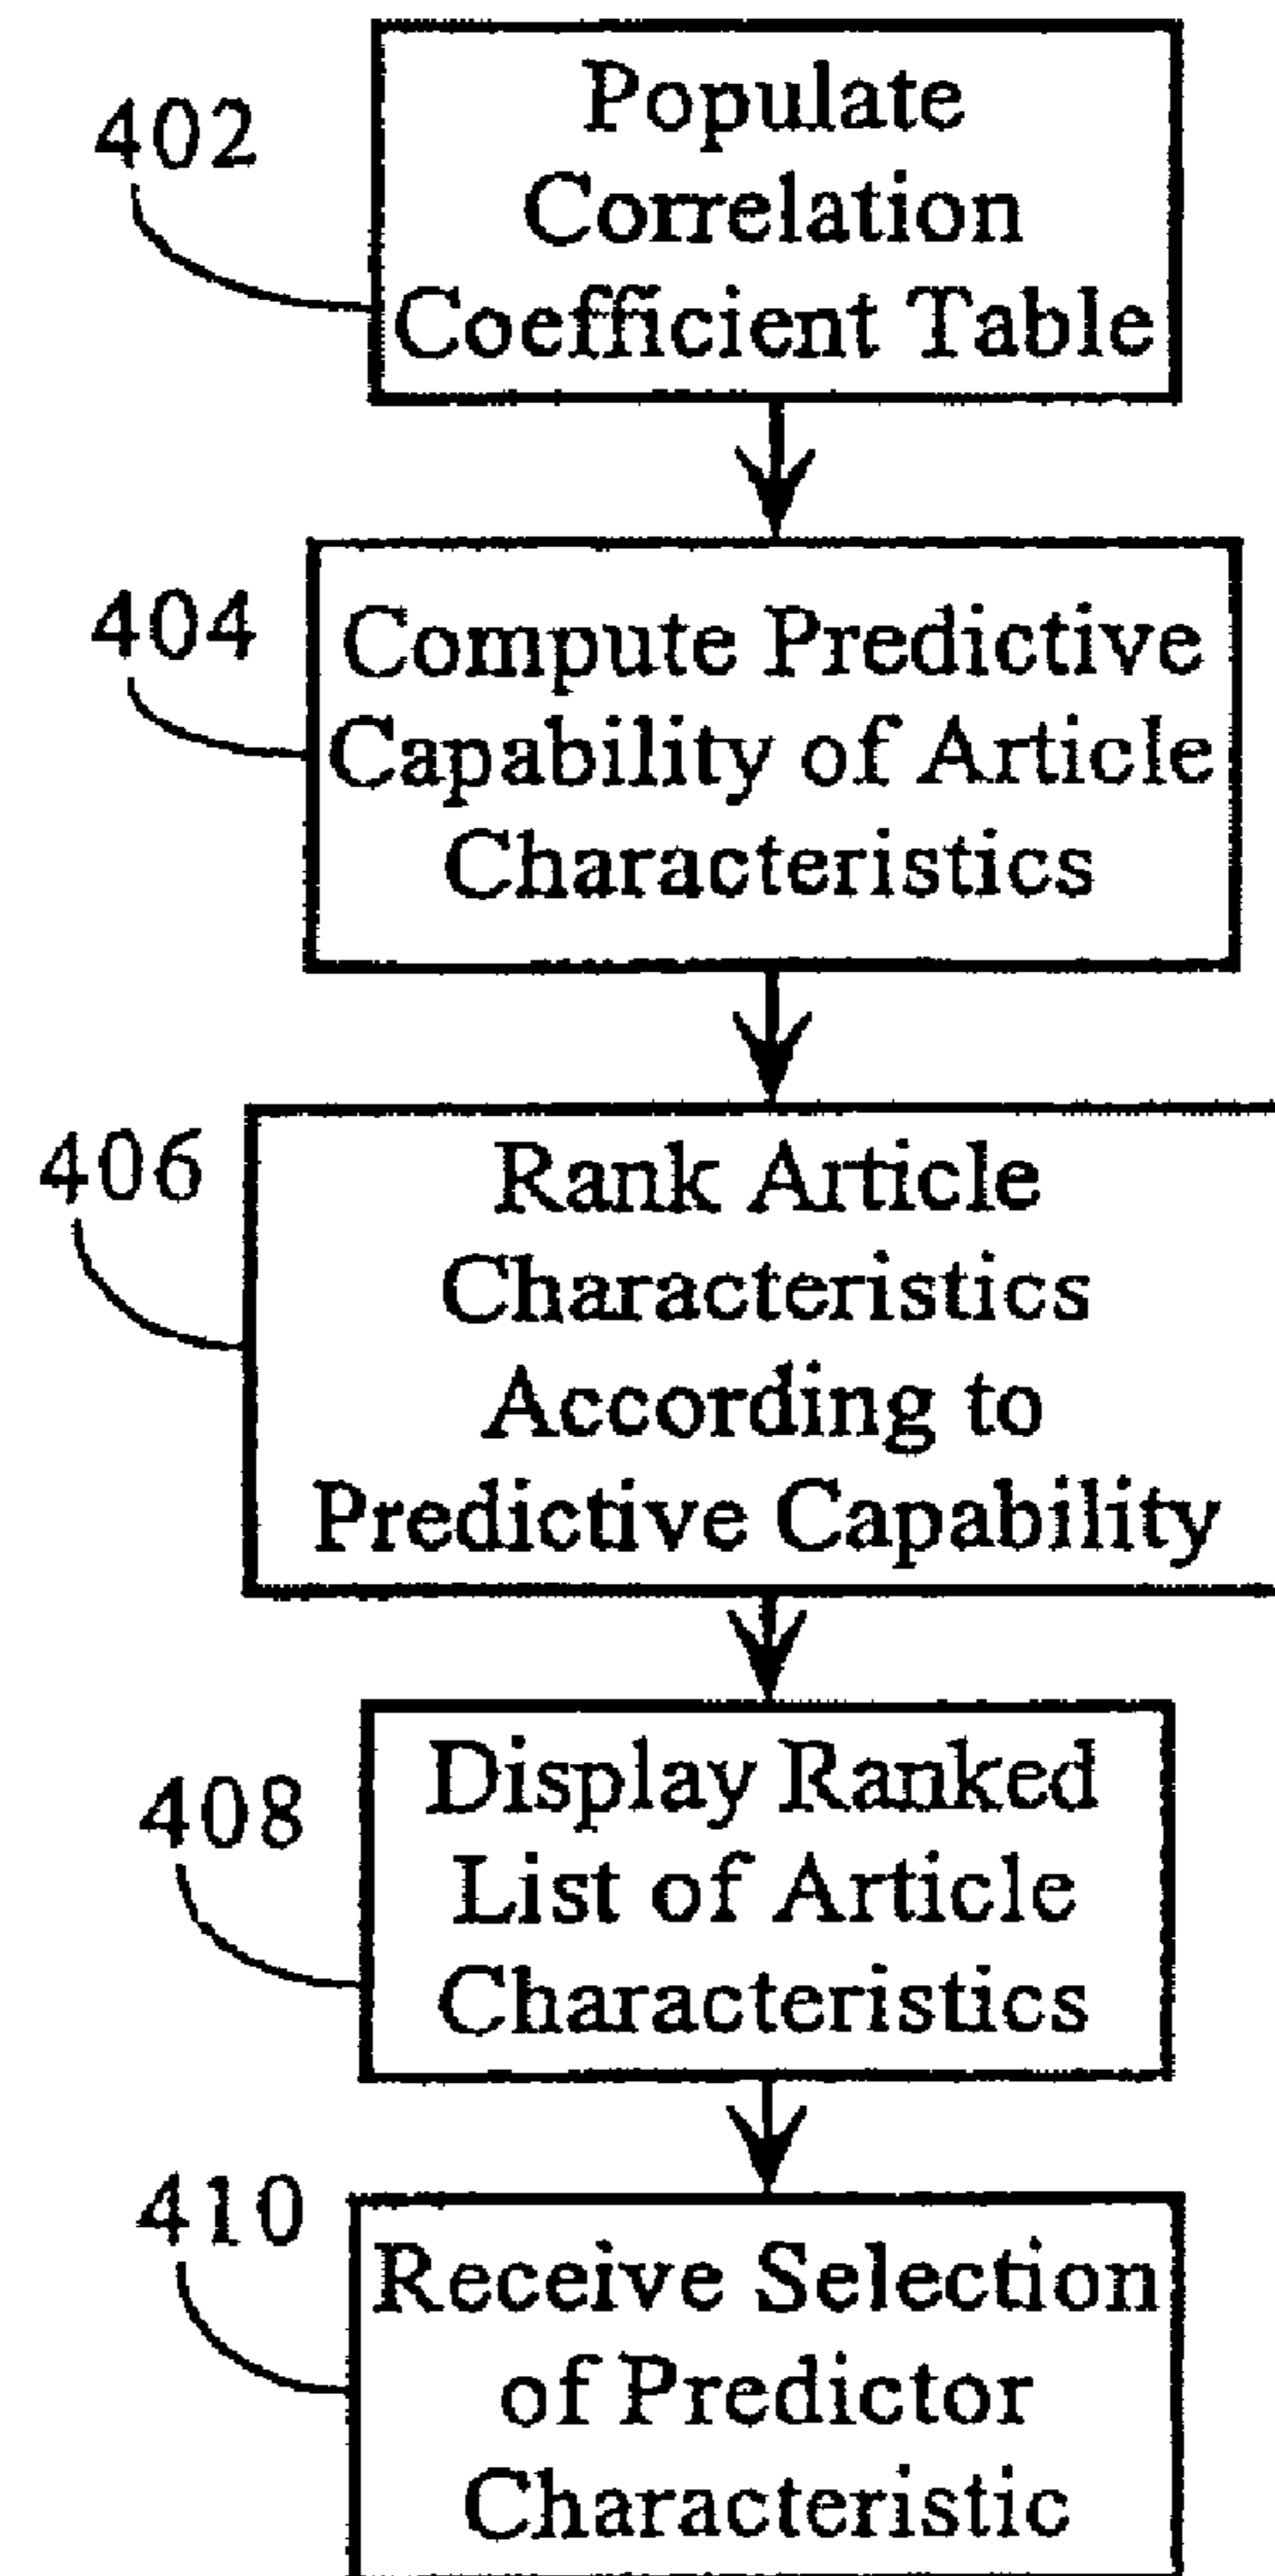 402
Populate
Correlation
Coefficient Table
404
Compute Predictive
Capability of Article
Characteristics
406
Rank Article
Characteristics
According to
Predictive Capability
408
Display Ranked
List of Article
Characteristics
410
Receive Selection
of Predictor
Characteristic